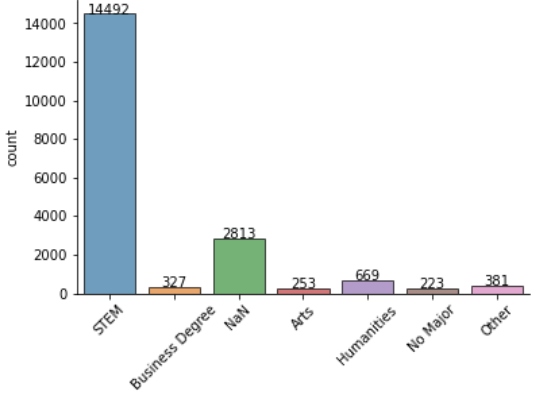 14000
12000
10000
8000
6000
4000
2000
0
count
14492
327
2813
253
669
223
381
STEM
Business Degree
NaN
Arts
Humanities
No Major
Other